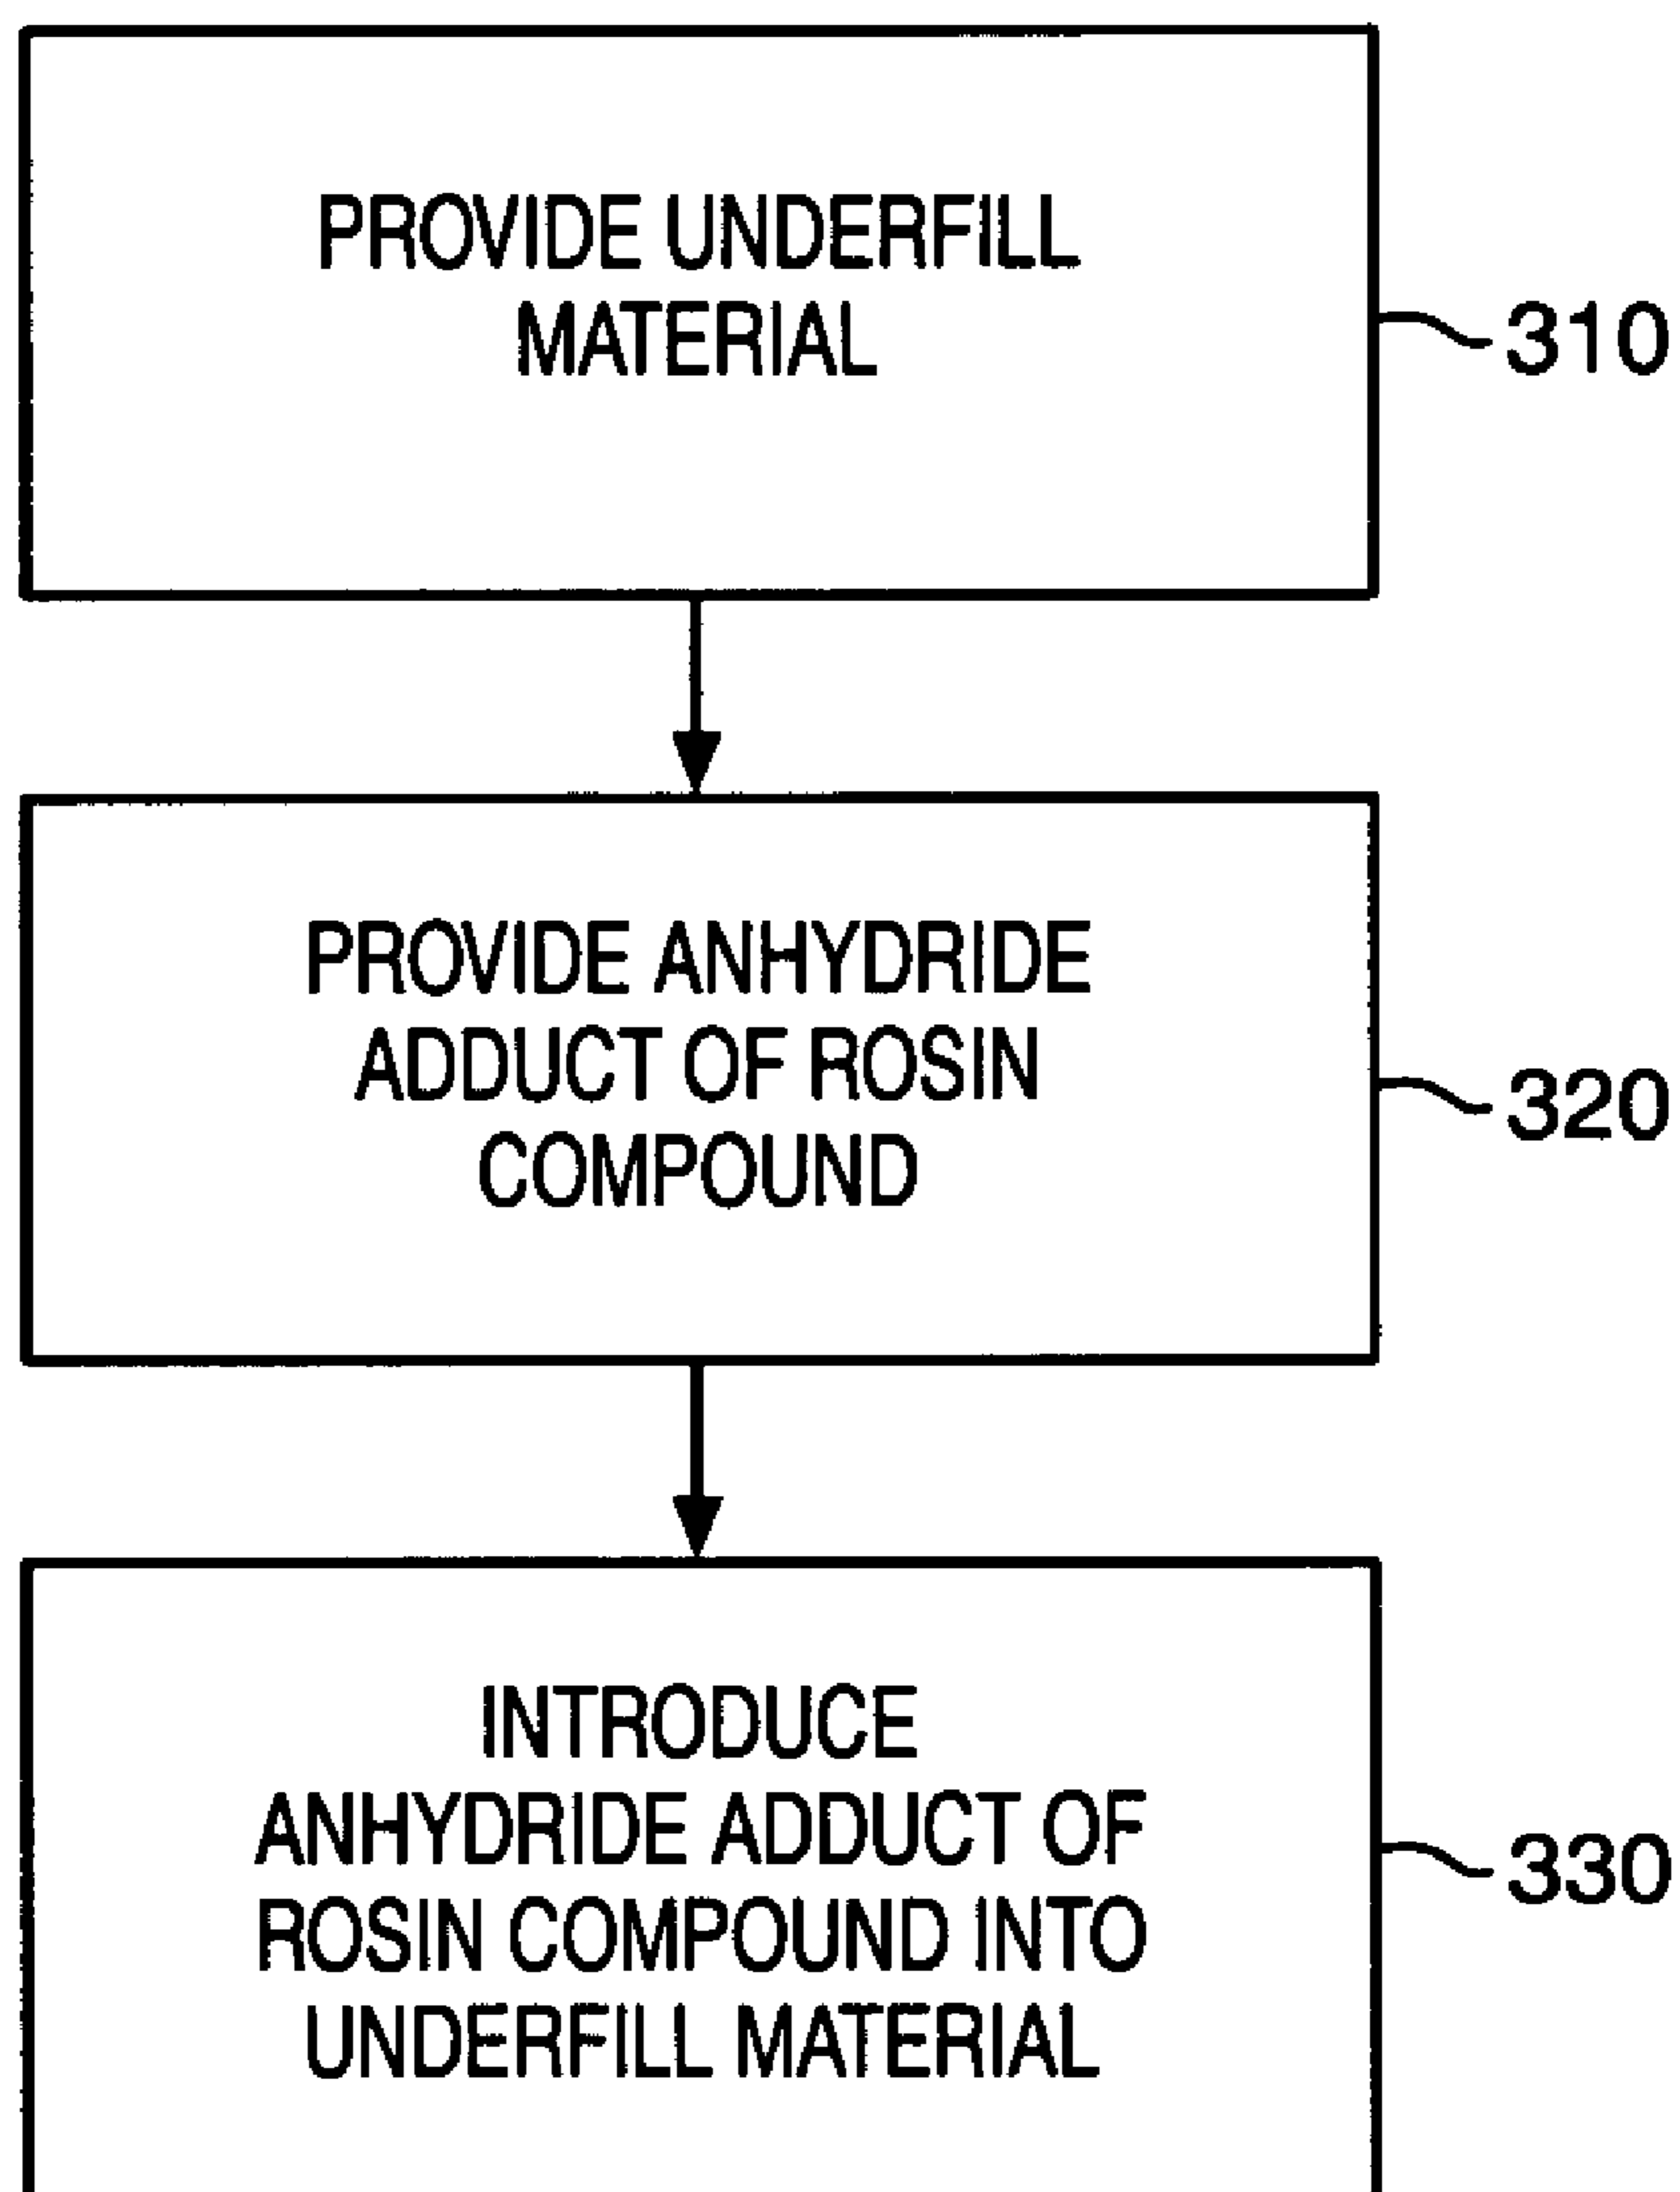 PROVIDE UNDERFILL
MATERIAL
310
PROVIDE ANHYDRIDE
ADDUCT OF ROSIN
COMPOUND
320
INTRODUCE
ANHYDRIDE ADDUCT OF
ROSIN COMPOUND INTO
UNDERFILL MATERIAL
330